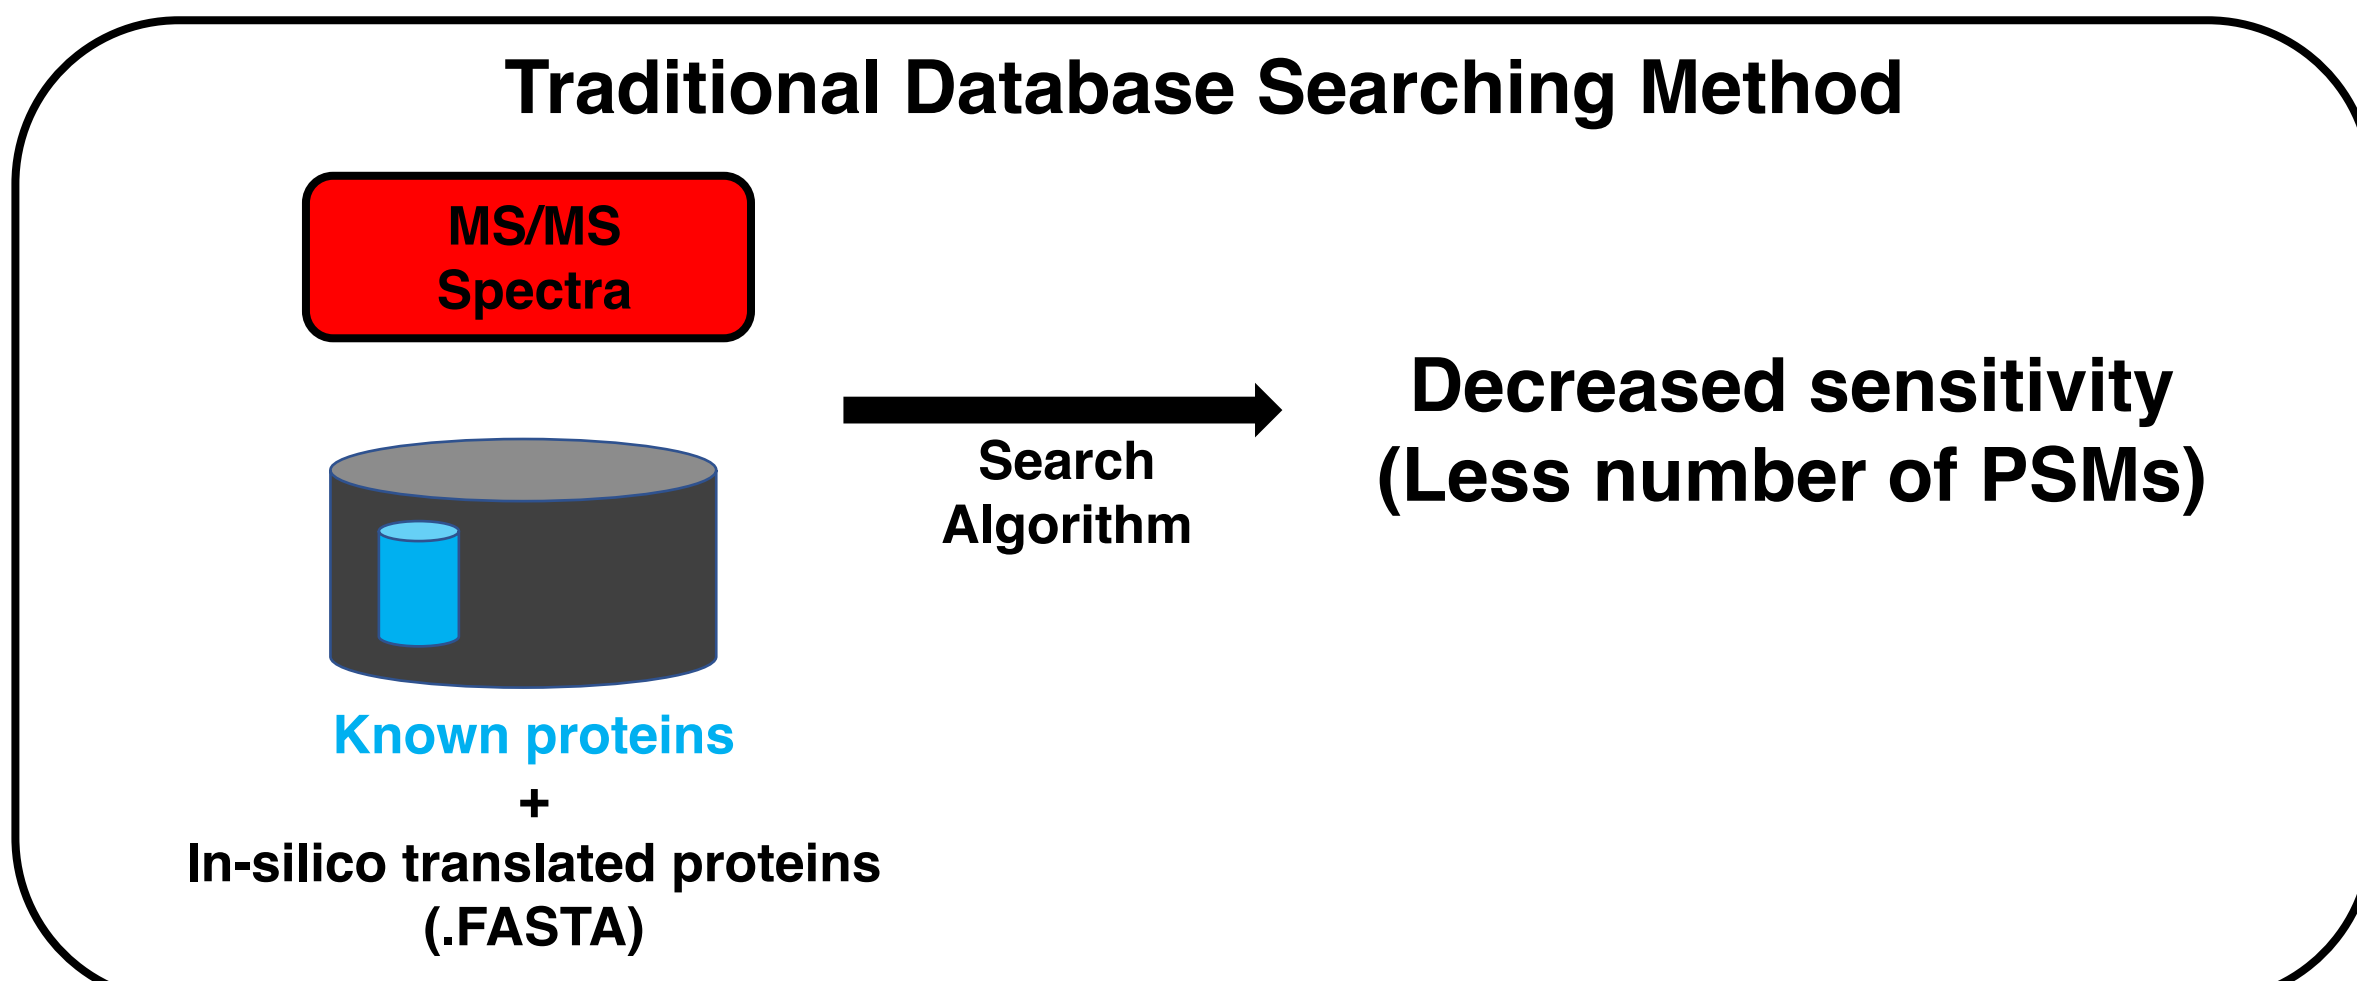 Traditional Database Searching Method
MS/MS
Spectra
Search
Algorithm
Decreased sensitivity
(Less number of PSMs)
Known proteins
+
In-silico translated proteins
(.FASTA)